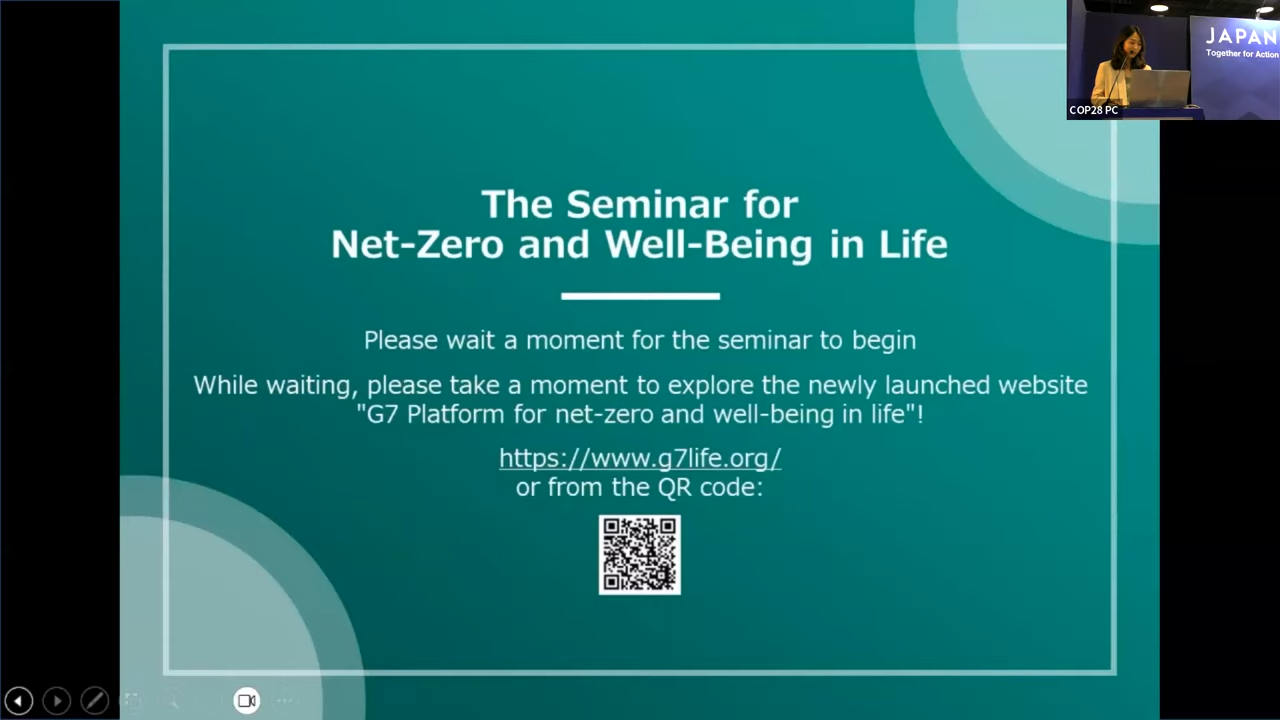 JAPAN
Together for Action
COP28 PC
The Seminar for
Net-Zero and Well-Being in Life
Please wait a moment for the seminar to begin
While waiting, please take a moment to explore the newly launched website
"G7 Platform for net-zero and well-being in life"!
https://www.g7life.org/
or from the QR code: